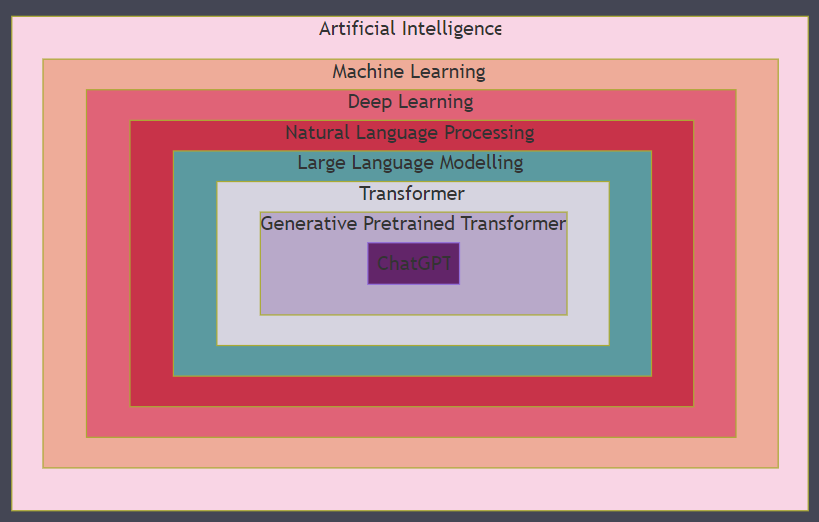 Artificial Intelligence
Machine Learning
Deep Learning
Natural Language Processing
Large Language Modelling
Transformer
Generative Pretrained Transformer
ChatGPT